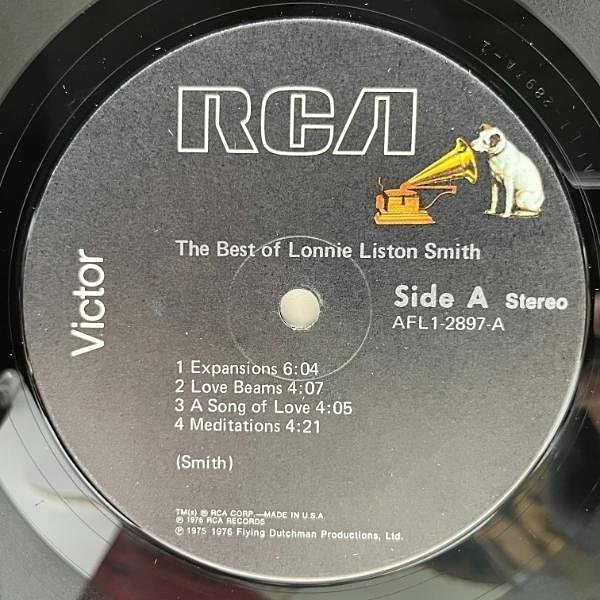 RCA
Victor
The Best of Lonnie Liston Smith
Side A Stereo
AFL1-2897-A
1 Expansions 6:04
2 Love Beams 4:07
3 A Song of Love 4:05
4 Meditations 4:21
(Smith)
TM(s) ® RCA CORP.—MADE IN U.S.A.
℗ 1976 RCA RECORDS
℗ 1975 1976 Flying Dutchman Productions, Ltd.